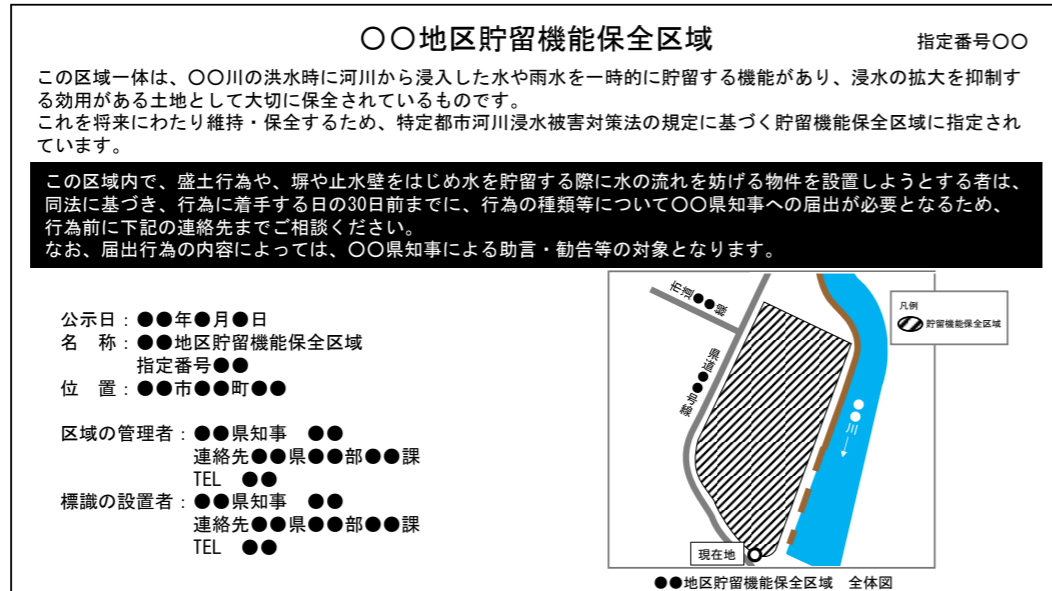 〇〇地区貯留機能保全区域
指定番号〇〇
この区域一体は、〇〇川の洪水時に河川から浸入した水や雨水を一時的に貯留する機能があり、浸水の拡大を抑制す
る効用がある土地として大切に保全されているものです。
これを将来にわたり維持・保全するため、特定都市河川浸水被害対策法の規定に基づく貯留機能保全区域に指定され
ています。
この区域内で、盛土行為や、塀や止水壁をはじめ水を貯留する際に水の流れを妨げる物件を設置しようとする者は、
同法に基づき、行為に着手する日の30日前までに、行為の種類等について〇〇県知事への届出が必要となるため、
行為前に下記の連絡先までご相談ください。
なお、届出行為の内容によっては、〇〇県知事による助言・勧告等の対象となります。
公示日：●●年●月●日
名　称：●●地区貯留機能保全区域
指定番号●●
位　置：●●市●●町●●
区域の管理者：●●県知事　●●
連絡先●●県●●部●●課
TEL　●●
標識の設置者：●●県知事　●●
連絡先●●県●●部●●課
TEL　●●
市道●●線
県道●●号線
●●川→
凡例
貯留機能保全区域
現在地
●●地区貯留機能保全区域　全体図